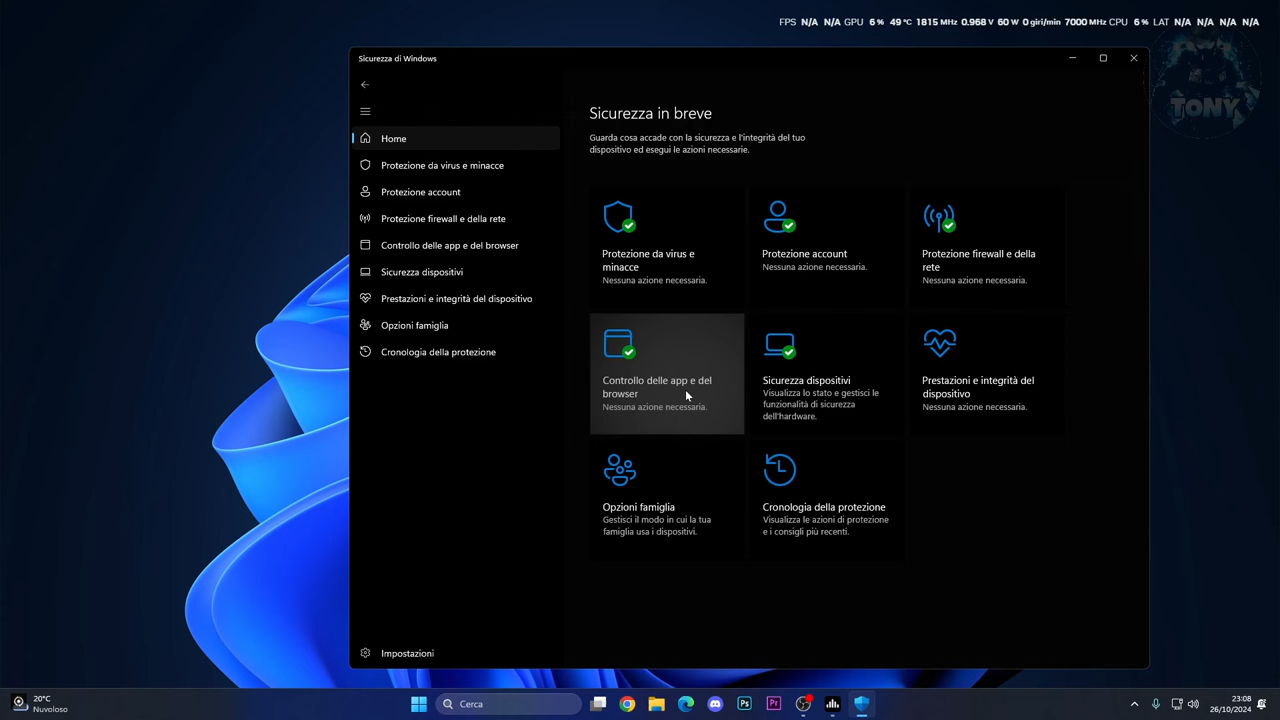 FPS N/A N/A GPU 6 % 49 °C 1815 MHz 0.968 V 60 W 0 giri/min 7000 MHz CPU 6 % LAT N/A N/A N/A N/A
TONY
Sicurezza di Windows
Home
Protezione da virus e minacce
Protezione account
Protezione firewall e della rete
Controllo delle app e del browser
Sicurezza dispositivi
Prestazioni e integrità del dispositivo
Opzioni famiglia
Cronologia della protezione
Impostazioni
Sicurezza in breve
Guarda cosa accade con la sicurezza e l'integrità del tuo
dispositivo ed esegui le azioni necessarie.
Protezione da virus e
minacce
Nessuna azione necessaria.
Protezione account
Nessuna azione necessaria.
Protezione firewall e della
rete
Nessuna azione necessaria.
Controllo delle app e del
browser
Nessuna azione necessaria.
Sicurezza dispositivi
Visualizza lo stato e gestisci le
funzionalità di sicurezza
dell'hardware.
Prestazioni e integrità del
dispositivo
Nessuna azione necessaria.
Opzioni famiglia
Gestisci il modo in cui la tua
famiglia usa i dispositivi.
Cronologia della protezione
Visualizza le azioni di protezione
e i consigli più recenti.
20°C
Nuvoloso
Cerca
Ps
Pr
23:08
26/10/2024